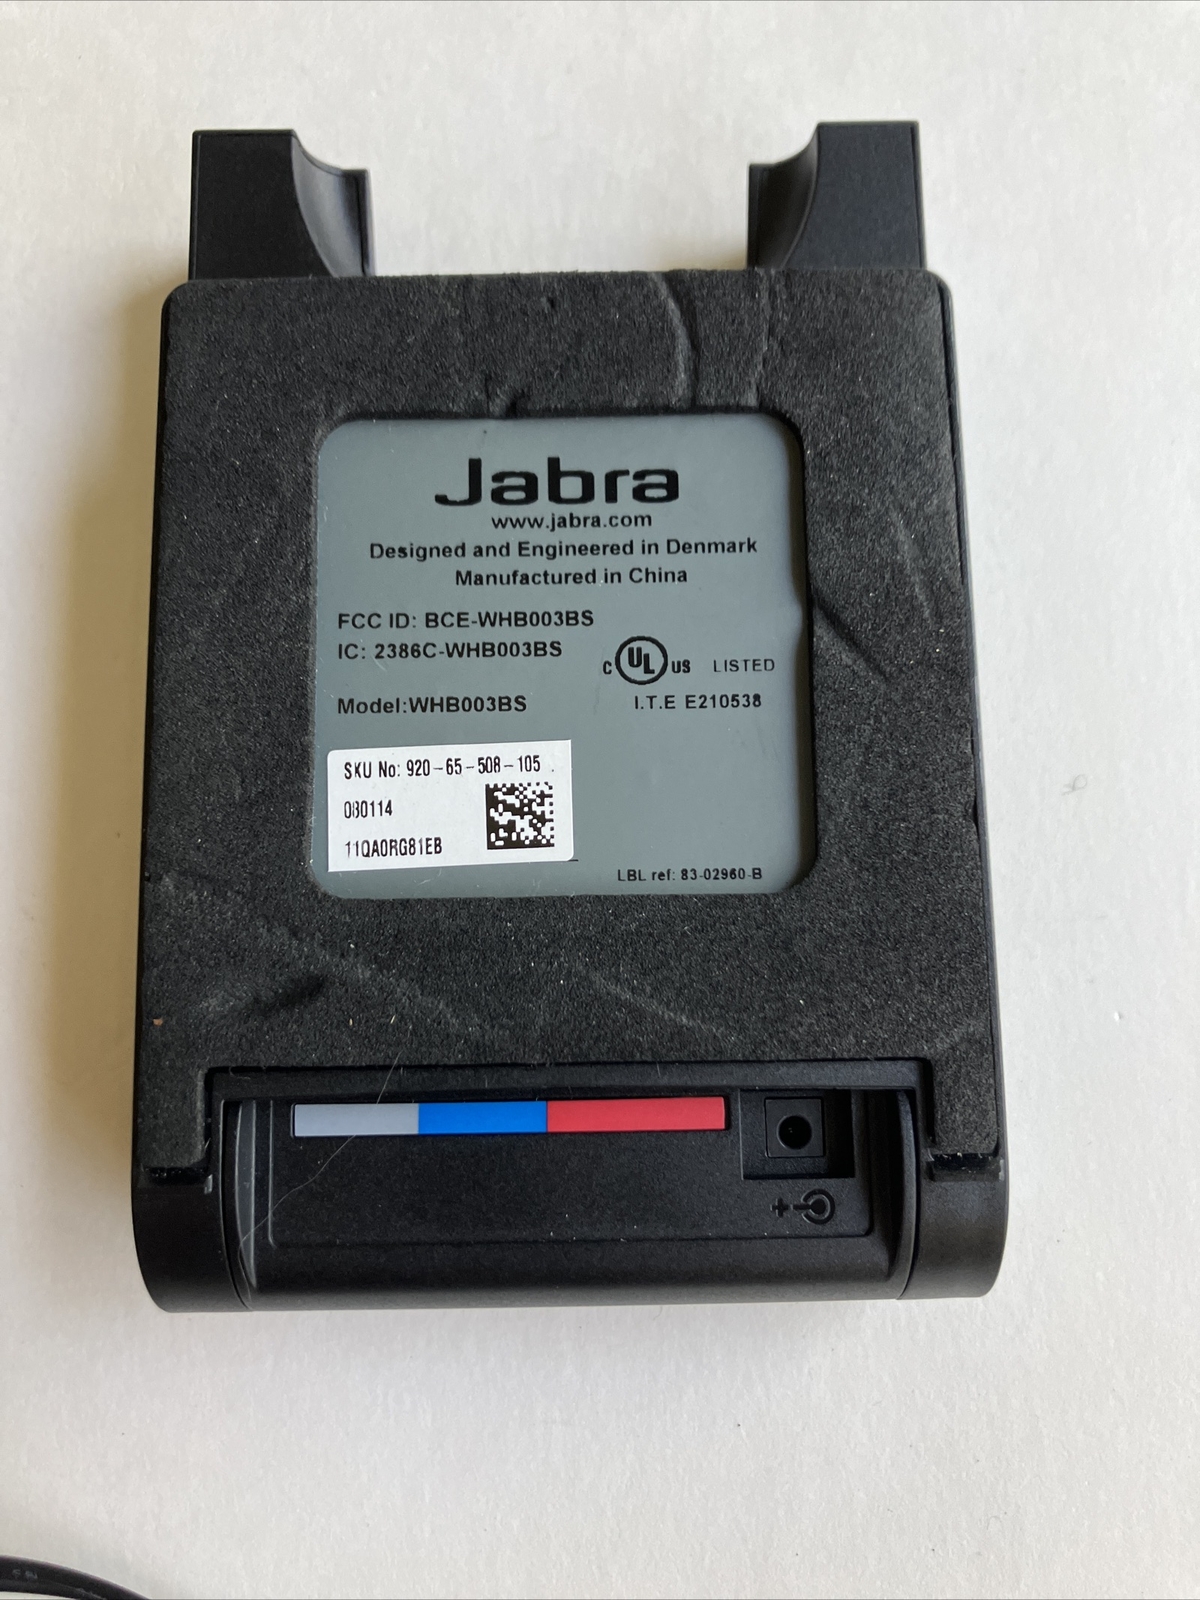 Jabra
www.jabra.com
Designed and Engineered in Denmark
Manufactured in China
FCC ID: BCE-WHB003BS
IC: 2386C-WHB003BS
C UL US LISTED
Model:WHB003BS
I.T.E E210538
SKU No: 920-65-508-105
080114
11QA0RG81EB
LBL ref: 83-02960-B